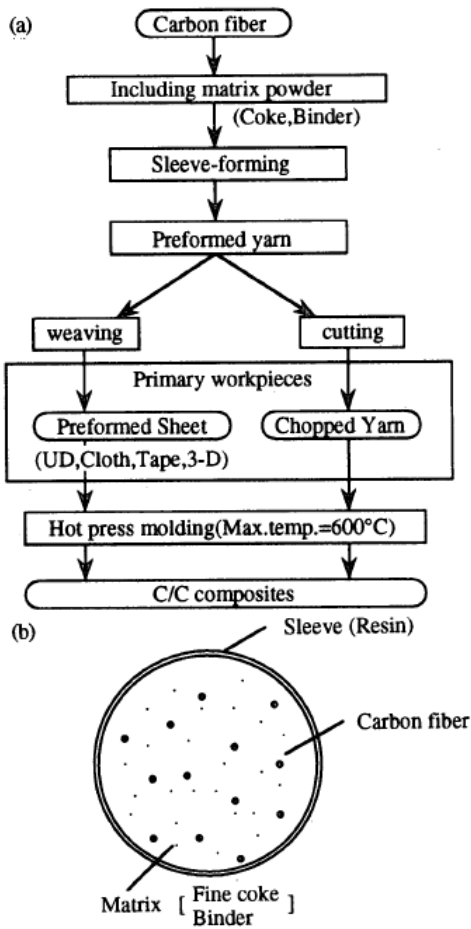 (a)
Carbon fiber
Including matrix powder
(Coke,Binder)
Sleeve-forming
Preformed yarn
weaving
cutting
Primary workpieces
Preformed Sheet
Chopped Yarn
(UD,Cloth,Tape,3-D)
Hot press molding(Max.temp.=600°C)
C/C composites
(b)
Sleeve (Resin)
Carbon fiber
Matrix [ Fine coke
Binder ]